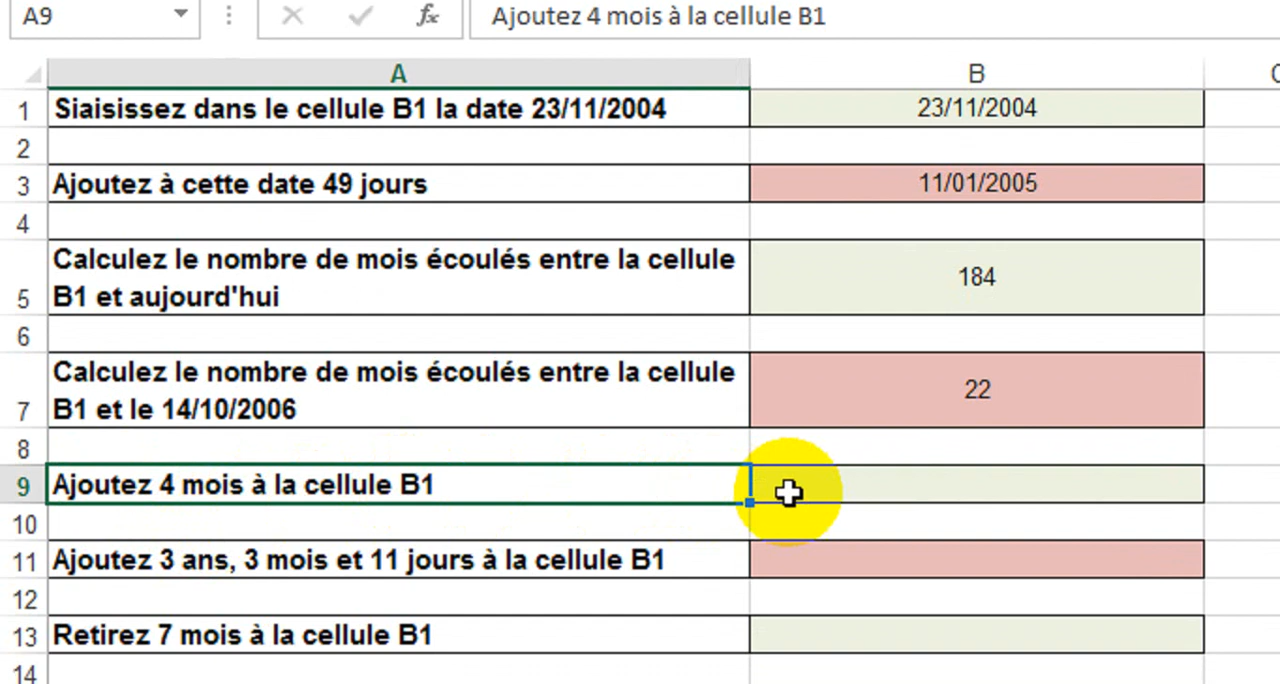 A9 fx Ajoutez 4 mois à la cellule B1
A B
1 Siaisissez dans le cellule B1 la date 23/11/2004 23/11/2004
2
3 Ajoutez à cette date 49 jours 11/01/2005
4
Calculez le nombre de mois écoulés entre la cellule
5 B1 et aujourd'hui 184
6
Calculez le nombre de mois écoulés entre la cellule
7 B1 et le 14/10/2006 22
8
9 Ajoutez 4 mois à la cellule B1
10
11 Ajoutez 3 ans, 3 mois et 11 jours à la cellule B1
12
13 Retirez 7 mois à la cellule B1
14